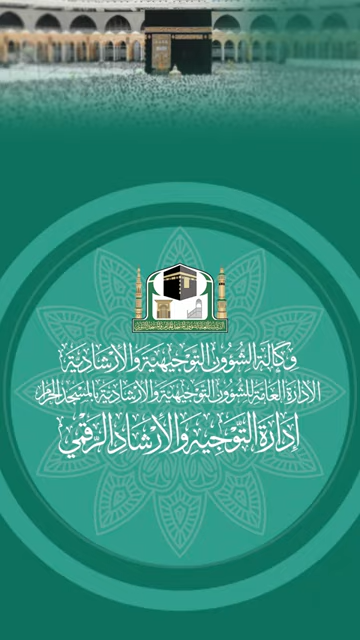 وكالة الشؤون التوجيهية والإرشادية
الإدارة العامة للشؤون التوجيهية والإرشادية بالمسجد الحرام
إدارة التوجيه والإرشاد الرقمي